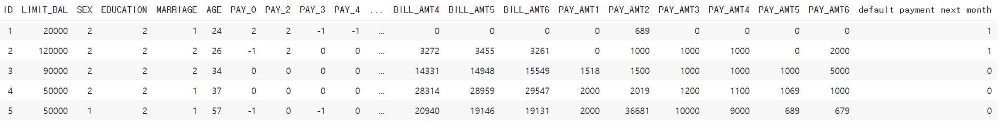 ID LIMIT_BAL SEX EDUCATION MARRIAGE AGE PAY_0 PAY_2 PAY_3 PAY_4 ... BILL_AMT4 BILL_AMT5 BILL_AMT6 PAY_AMT1 PAY_AMT2 PAY_AMT3 PAY_AMT4 PAY_AMT5 PAY_AMT6 default payment next month
1 20000 2 2 1 24 2 2 -1 -1 ... 0 0 0 0 689 0 0 0 0 1
2 120000 2 2 2 26 -1 2 0 0 ... 3272 3455 3261 0 1000 1000 1000 0 2000 1
3 90000 2 2 2 34 0 0 0 0 ... 14331 14948 15549 1518 1500 1000 1000 1000 5000 0
4 50000 2 2 1 37 0 0 0 0 ... 28314 28959 29547 2000 2019 1200 1100 1069 1000 0
5 50000 1 2 1 57 -1 0 -1 0 ... 20940 19146 19131 2000 36681 10000 9000 689 679 0